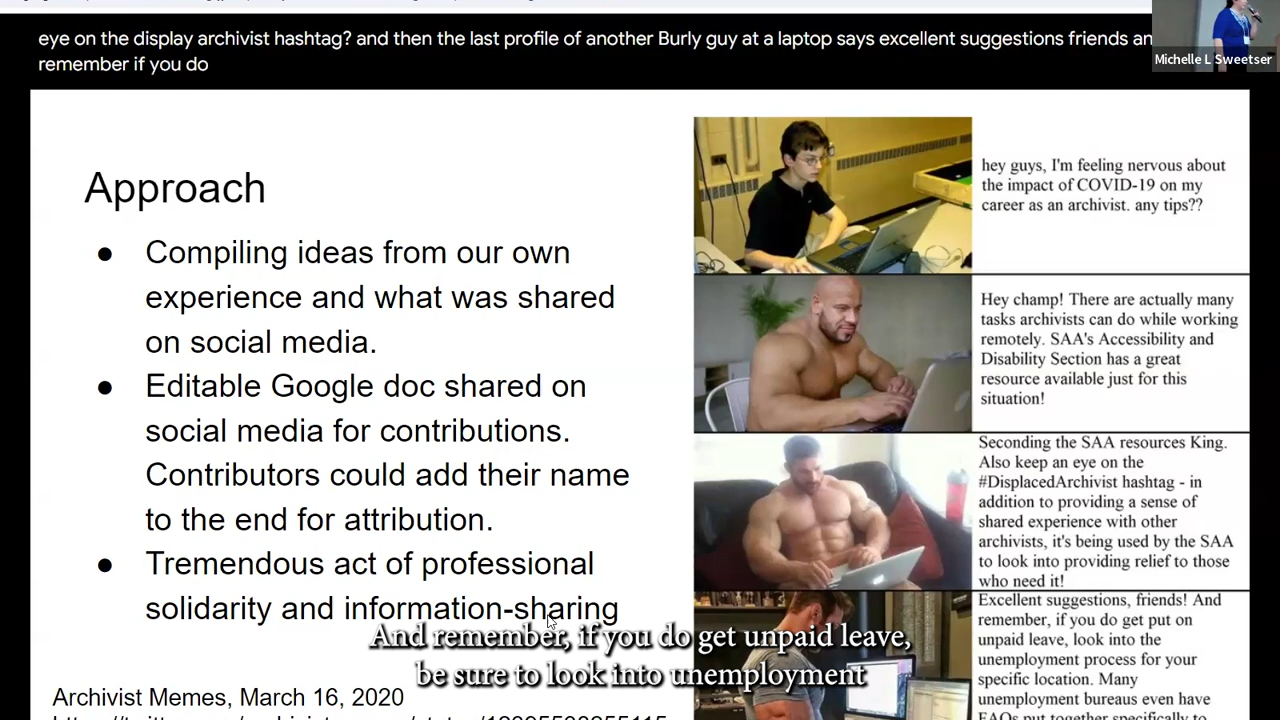 eye on the display archivist hashtag? and then the last profile of another Burly guy at a laptop says excellent suggestions friends an
remember if you do
Michelle L Sweetser
Approach
● Compiling ideas from our own
experience and what was shared
on social media.
● Editable Google doc shared on
social media for contributions.
Contributors could add their name
to the end for attribution.
● Tremendous act of professional
solidarity and information-sharing
Archivist Memes, March 16, 2020
hey guys, I'm feeling nervous about
the impact of COVID-19 on my
career as an archivist. any tips??
Hey champ! There are actually many
tasks archivists can do while working
remotely. SAA's Accessibility and
Disability Section has a great
resource available just for this
situation!
Seconding the SAA resources King.
Also keep an eye on the
#DisplacedArchivist hashtag - in
addition to providing a sense of
shared experience with other
archivists, it's being used by the SAA
to look into providing relief to those
who need it!
Excellent suggestions, friends! And
remember, if you do get put on
unpaid leave, look into the
unemployment process for your
specific location. Many
unemployment bureaus even have
FAQs put together specifically to
And remember, if you do get unpaid leave,
be sure to look into unemployment